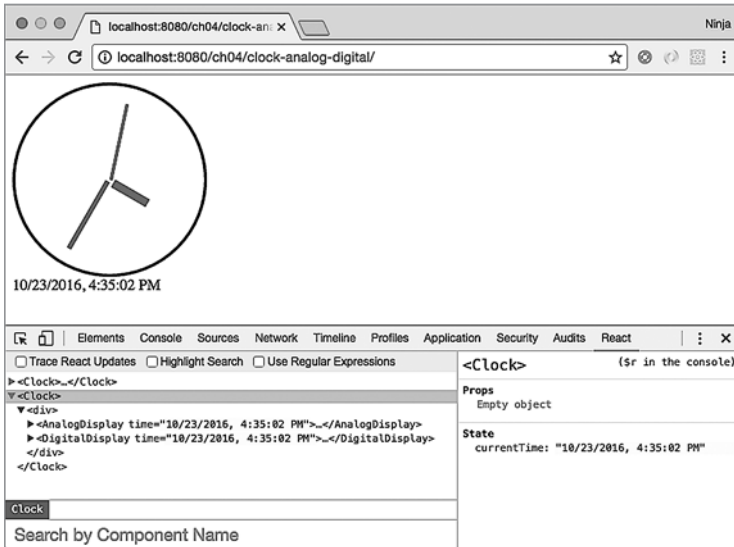 localhost:8080/ch04/clock-an
Ninja
localhost:8080/ch04/clock-analog-digital/
10/23/2016, 4:35:02 PM
Elements Console Sources Network Timeline Profiles Application Security Audits React
Trace React Updates Highlight Search Use Regular Expressions
<Clock>…</Clock>
<Clock>
<div>
<AnalogDisplay time="10/23/2016, 4:35:02 PM">…</AnalogDisplay>
<DigitalDisplay time="10/23/2016, 4:35:02 PM">…</DigitalDisplay>
</div>
</Clock>
Clock
Search by Component Name
<Clock> ($r in the console)
Props
Empty object
State
currentTime: "10/23/2016, 4:35:02 PM"